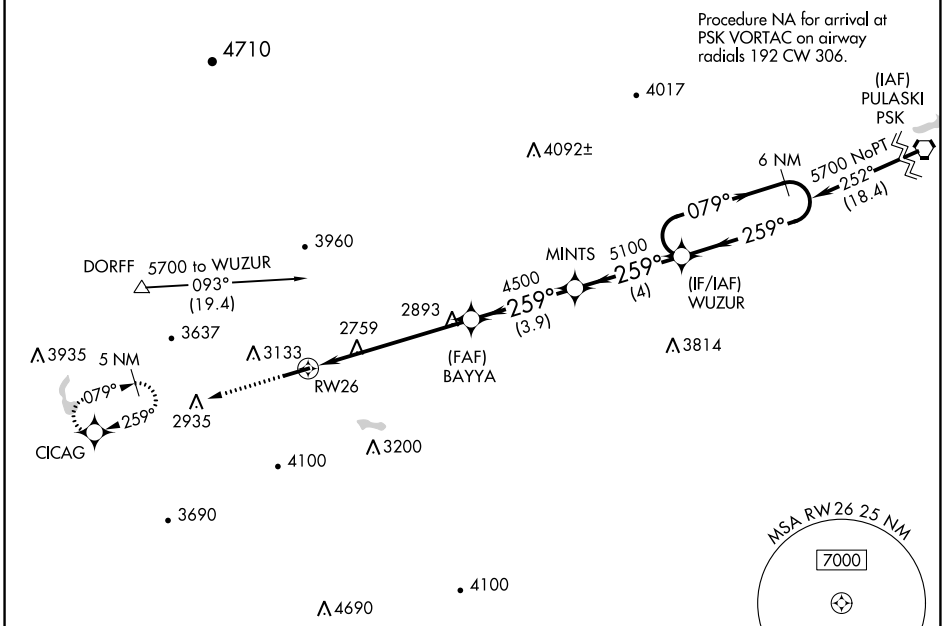 Procedure NA for arrival at
PSK VORTAC on airway
radials 192 CW 306.
4710
4017
(IAF)
PULASKI
PSK
4092±
6 NM
5700 NoPT
252°
(18.4)
079°
259°
3960
MINTS
5100
259°
(4)
(IF/IAF)
WUZUR
DORFF
5700 to WUZUR
093°
(19.4)
4500
259°
(3.9)
2893
(FAF)
BAYYA
3637
2759
3133
RW26
3814
3935
5 NM
079°
259°
CICAG
2935
3200
4100
3690
MSA RW 26 25 NM
7000
4100
4690